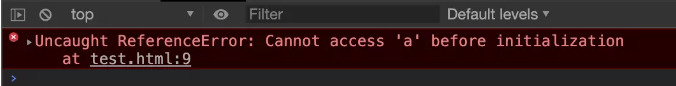 top ▼ Filter Default levels ▼
▸Uncaught ReferenceError: Cannot access 'a' before initialization
at test.html:9
>